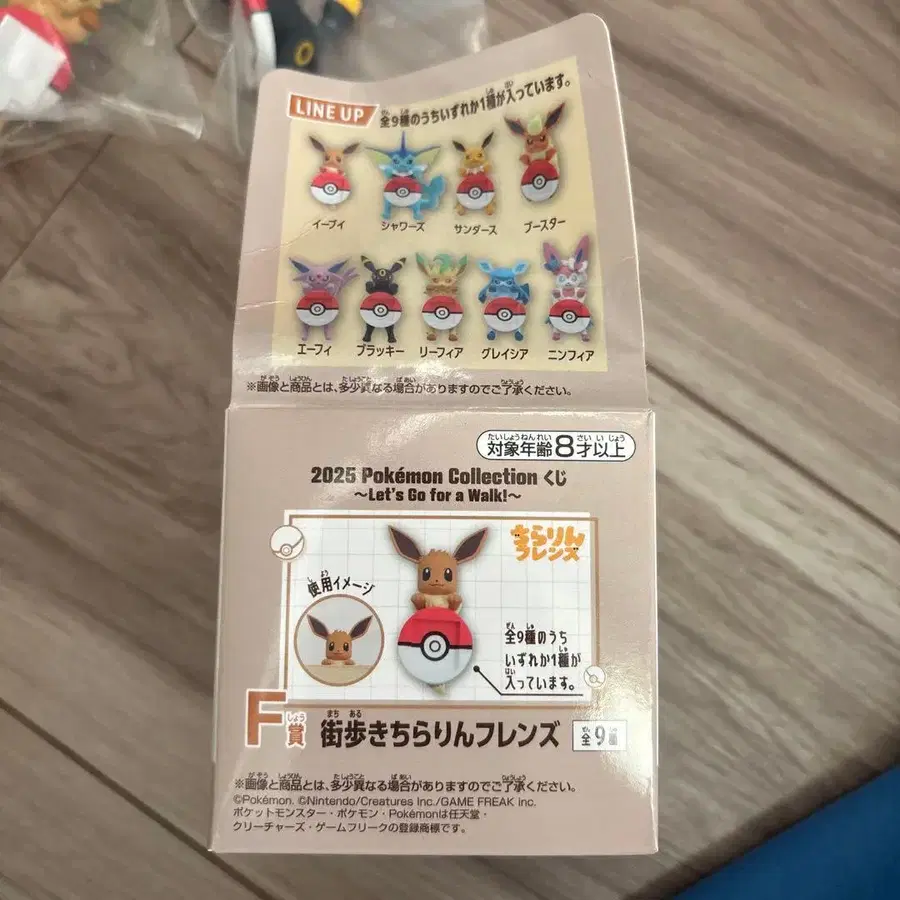 LINE UP
全9種のうちいずれか1種が入っています。
イーブイ
シャワーズ
サンダース
ブースター
エーフィ
ブラッキー
リーフィア
グレイシア
ニンフィア
※画像と商品とは、多少異なる場合がありますのでご了承ください。
対象年齢8才以上
2025 Pokémon Collection くじ
～Let's Go for a Walk!～
ちらりん
フレンズ
使用イメージ
全9種のうち
いずれか1種が
入っています。
F賞 街歩きちらりんフレンズ 全9種
※画像と商品とは、多少異なる場合がありますのでご了承ください。
©Pokémon. ©Nintendo/Creatures Inc./GAME FREAK inc.
ポケットモンスター・ポケモン・Pokémonは任天堂・
クリーチャーズ・ゲームフリークの登録商標です。